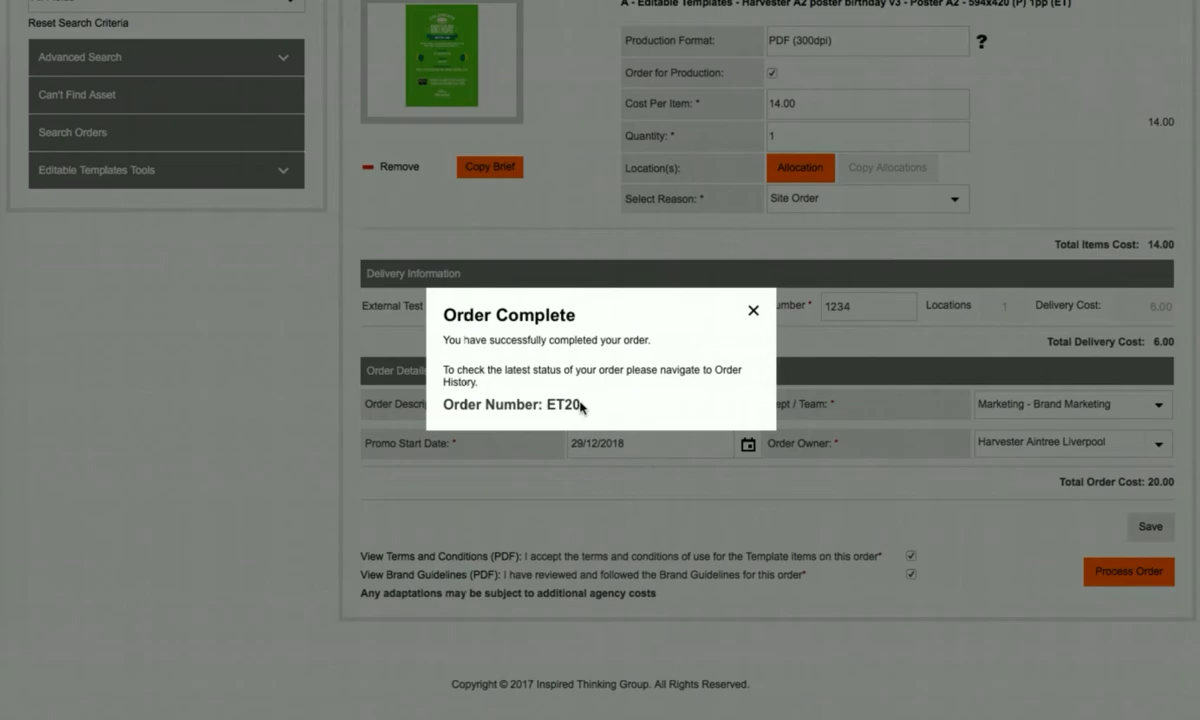 Reset Search Criteria
Advanced Search
Can't Find Asset
Search Orders
Editable Templates Tools
A - Editable Templates - Harvester A2 poster birthday v3 - Poster A2 - 594x420 (P) 1pp (ET)
Production Format: PDF (300dpi) ?
Order for Production:
Cost Per Item: * 14.00
14.00
Quantity: * 1
Remove Copy Brief
Location(s): Allocation Copy Allocations
Select Reason: * Site Order
Total Items Cost: 14.00
Delivery Information
External Test umber * 1234 Locations 1 Delivery Cost: 6.00
Total Delivery Cost: 6.00
Order Complete
You have successfully completed your order.
To check the latest status of your order please navigate to Order
History.
Order Number: ET20
Order Details
Order Descri ept / Team: * Marketing - Brand Marketing
Promo Start Date: * 29/12/2018 Order Owner: * Harvester Aintree Liverpool
Total Order Cost: 20.00
Save
View Terms and Conditions (PDF): I accept the terms and conditions of use for the Template items on this order*
View Brand Guidelines (PDF): I have reviewed and followed the Brand Guidelines for this order*
Process Order
Any adaptations may be subject to additional agency costs
Copyright © 2017 Inspired Thinking Group. All Rights Reserved.